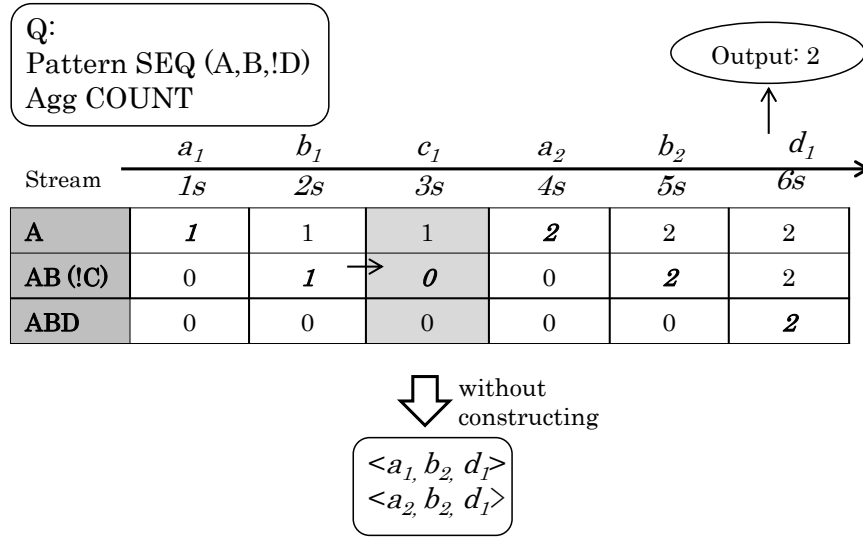 Q:
Pattern SEQ (A,B,!D)
Agg COUNT
Output: 2
a1 b1 c1 a2 b2 d1
Stream 1s 2s 3s 4s 5s 6s
A 1 1 1 2 2 2
AB (!C) 0 1 0 0 2 2
ABD 0 0 0 0 0 2
without
constructing
<a1, b2, d1>
<a2, b2, d1>